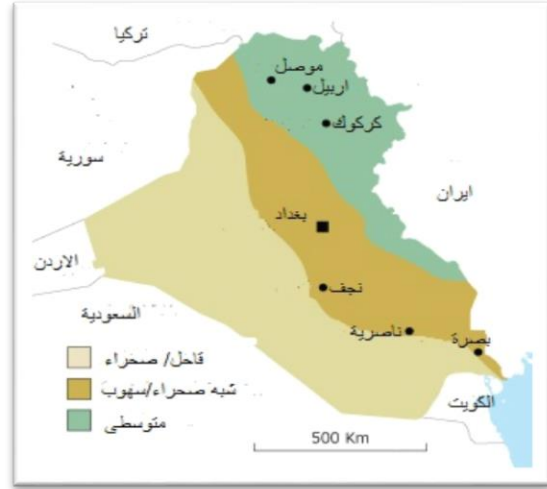 تركيا
موصل
اربيل
كركوك
سورية
ايران
بغداد
الاردن
نجف
السعودية
ناصرية
بصرة
قاحل/ صحراء
شبه صحراء/سهوب
الكويت
متوسطي
500 Km